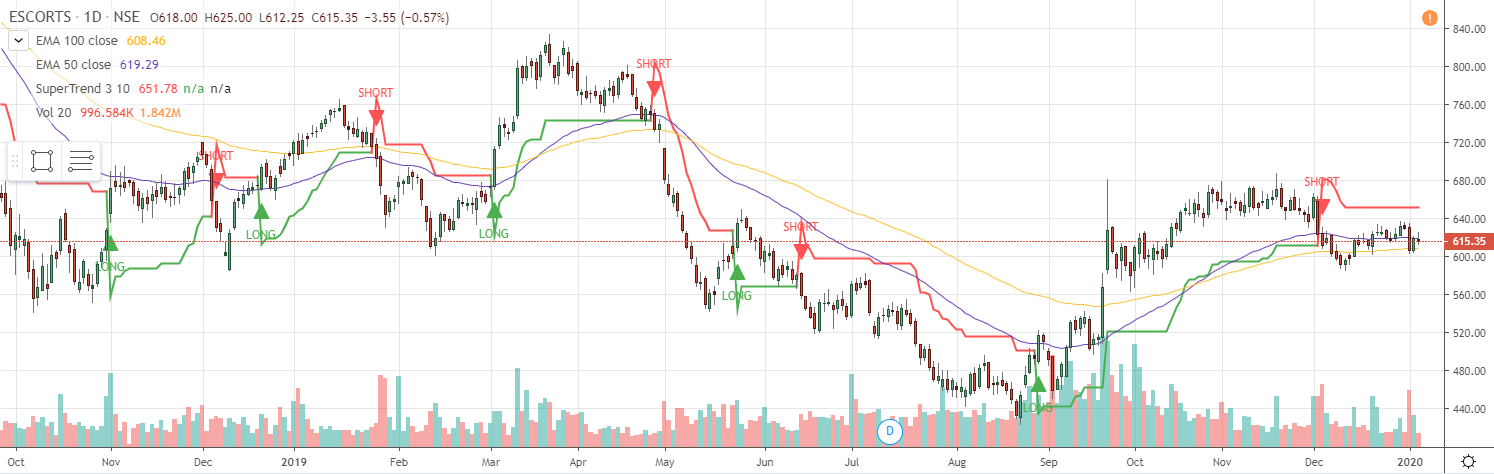 ESCORTS · 1D · NSE O618.00 H625.00 L612.25 C615.35 −3.55 (−0.57%)
EMA 100 close 608.46
EMA 50 close 619.29
SuperTrend 3 10 651.78 n/a n/a
Vol 20 996.584K 1.842M
!
840.00
800.00
760.00
720.00
680.00
640.00
615.35
600.00
560.00
520.00
480.00
440.00
SHORT
LONG
SHORT
LONG
SHORT
LONG
SHORT
LONG
SHORT
LONG
SHORT
D
Oct Nov Dec 2019 Feb Mar Apr May Jun Jul Aug Sep Oct Nov Dec 2020